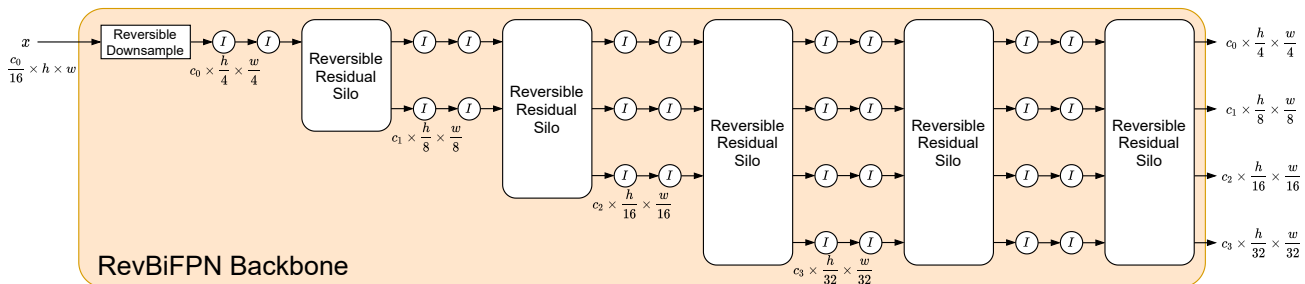 x
c₀/16 × h × w
Reversible
Downsample
I I
c₀ × h/4 × w/4
Reversible
Residual
Silo
I I
I I
c₁ × h/8 × w/8
Reversible
Residual
Silo
I I
I I
I I
c₂ × h/16 × w/16
Reversible
Residual
Silo
I I
I I
I I
I I
c₃ × h/32 × w/32
Reversible
Residual
Silo
I I
I I
I I
I I
Reversible
Residual
Silo
c₀ × h/4 × w/4
c₁ × h/8 × w/8
c₂ × h/16 × w/16
c₃ × h/32 × w/32
RevBiFPN Backbone